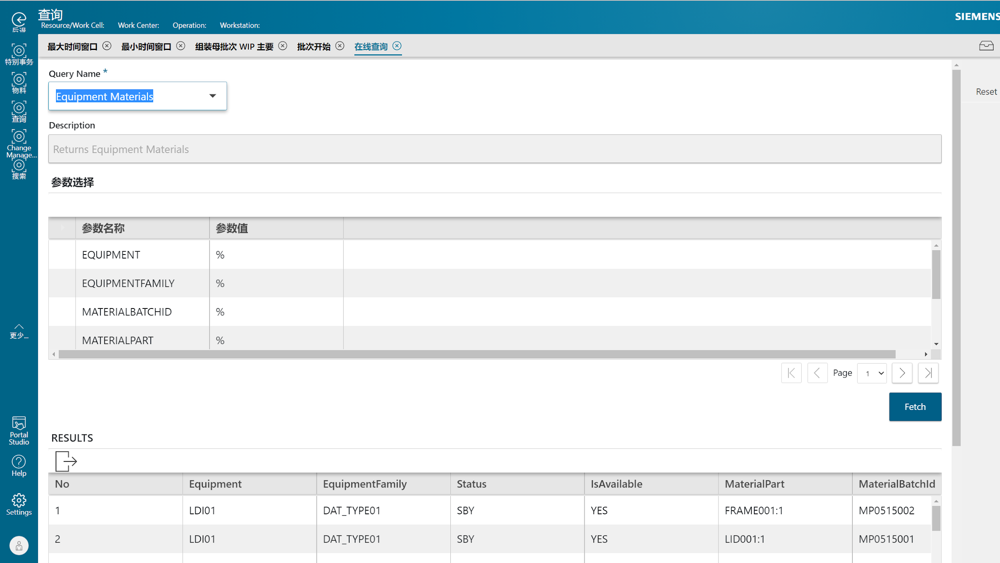 查询
SIEMENS
Resource/Work Cell: Work Center: Operation: Workstation:
后退
特别事务
物料
查询
Change
Manage...
搜索
更少...
Portal
Studio
Help
Settings
最大时间窗口 最小时间窗口 组装母批次 WIP 主要 批次开始 在线查询
Query Name *
Equipment Materials
Reset
Description
Returns Equipment Materials
参数选择
参数名称 参数值
EQUIPMENT %
EQUIPMENTFAMILY %
MATERIALBATCHID %
MATERIALPART %
Page 1
Fetch
RESULTS
No Equipment EquipmentFamily Status IsAvailable MaterialPart MaterialBatchId
1 LDI01 DAT_TYPE01 SBY YES FRAME001:1 MP0515002
2 LDI01 DAT_TYPE01 SBY YES LID001:1 MP0515001